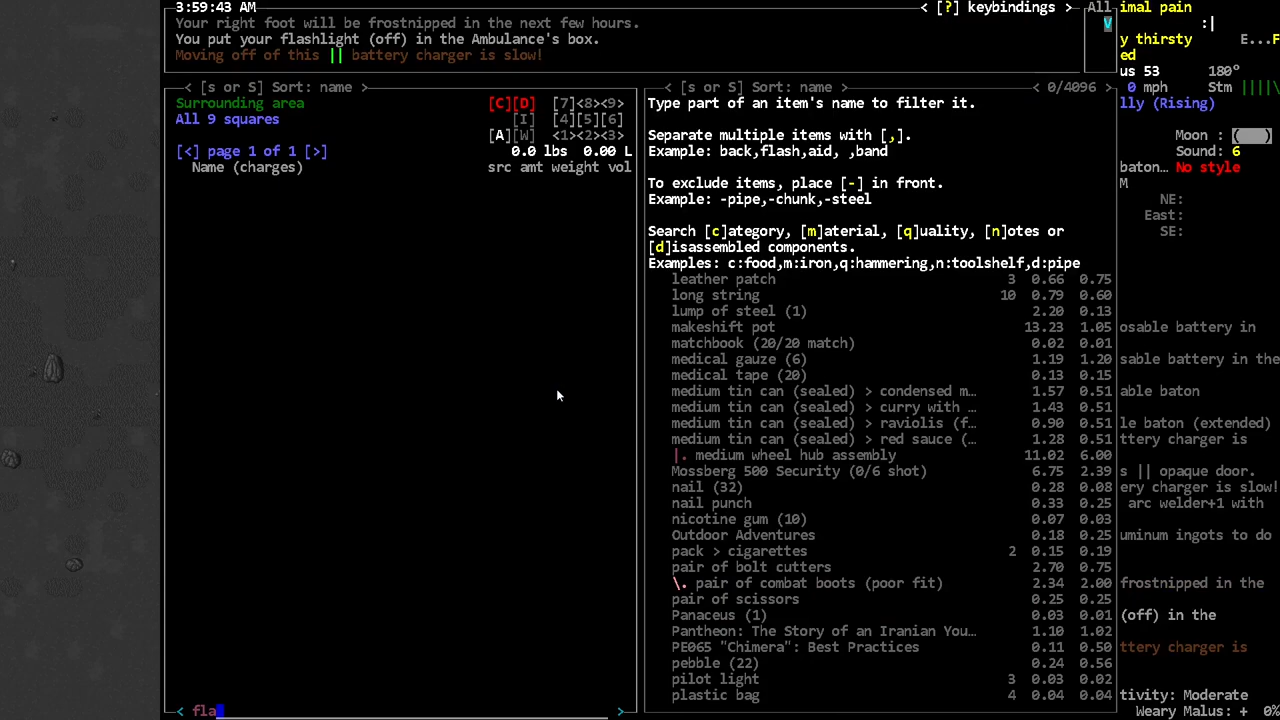 3:59:43 AM
Your right foot will be frostnipped in the next few hours.
You put your flashlight (off) in the Ambulance's box.
Moving off of this || battery charger is slow!
< [?] keybindings >
All
V
imal pain
:|
y thirsty E...F
ed
us 53 180°
0 mph Stm ||||\
lly (Rising)
Moon : ( )
Sound: 6
baton… No style
M
NE:
East:
SE:
< [s or S] Sort: name >
Surrounding area [C][D] [7]<8><9>
All 9 squares [I] [4][5][6]
[A][W] <1><2><3>
[<] page 1 of 1 [>] 0.0 lbs 0.00 L
Name (charges) src amt weight vol
< fla >
< [s or S] Sort: name > < 0/4096 >
Type part of an item's name to filter it.
Separate multiple items with [,].
Example: back,flash,aid, ,band
To exclude items, place [-] in front.
Example: -pipe,-chunk,-steel
Search [c]ategory, [m]aterial, [q]uality, [n]otes or
[d]isassembled components.
Examples: c:food,m:iron,q:hammering,n:toolshelf,d:pipe
leather patch 3 0.66 0.75
long string 10 0.79 0.60
lump of steel (1) 2.20 0.13
makeshift pot 13.23 1.05
matchbook (20/20 match) 0.02 0.01
medical gauze (6) 1.19 1.20
medical tape (20) 0.13 0.15
medium tin can (sealed) > condensed m… 1.57 0.51
medium tin can (sealed) > curry with … 1.43 0.51
medium tin can (sealed) > raviolis (f… 0.90 0.51
medium tin can (sealed) > red sauce (… 1.28 0.51
|. medium wheel hub assembly 11.02 6.00
Mossberg 500 Security (0/6 shot) 6.75 2.39
nail (32) 0.28 0.08
nail punch 0.33 0.25
nicotine gum (10) 0.07 0.03
Outdoor Adventures 0.18 0.25
pack > cigarettes 2 0.15 0.19
pair of bolt cutters 2.70 0.75
\. pair of combat boots (poor fit) 2.34 2.00
pair of scissors 0.25 0.25
Panaceus (1) 0.03 0.01
Pantheon: The Story of an Iranian You… 1.10 1.02
PE065 "Chimera": Best Practices 0.11 0.50
pebble (22) 0.24 0.56
pilot light 3 0.03 0.02
plastic bag 4 0.04 0.04
osable battery in
sable battery in the
able baton
le baton (extended)
ttery charger is
s || opaque door.
ery charger is slow!
arc welder+1 with
uminum ingots to do
frostnipped in the
(off) in the
ttery charger is
tivity: Moderate
Weary Malus: + 0%